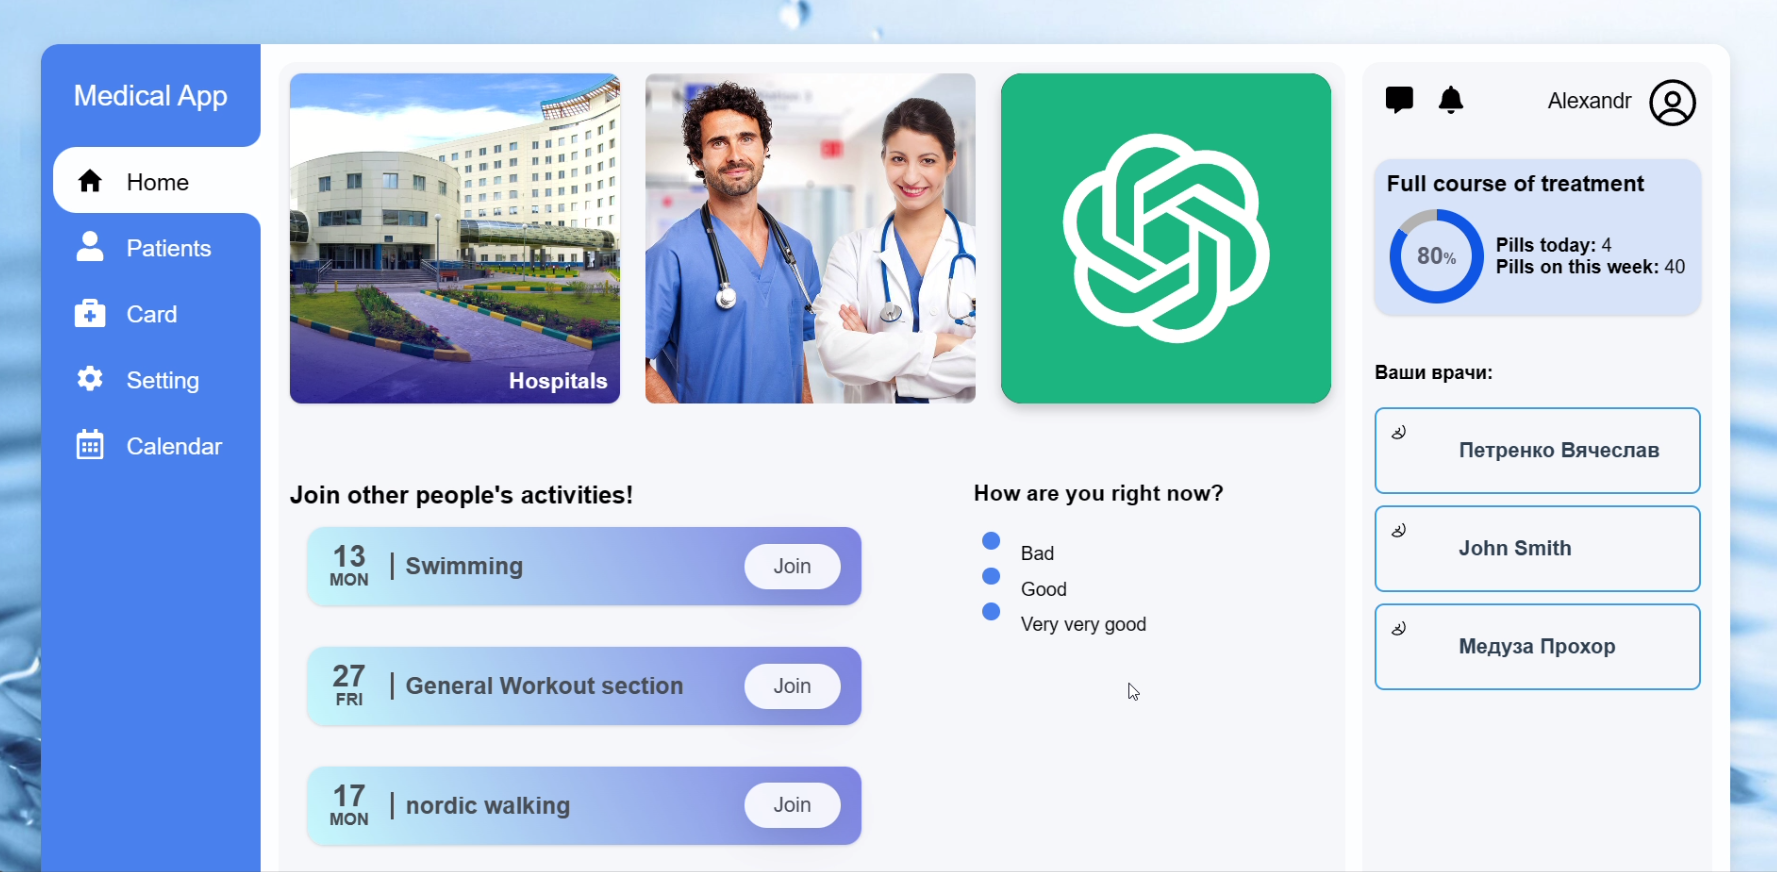 Medical App
Home
Patients
Card
Setting
Calendar
Hospitals
Join other people's activities!
13
MON
| Swimming
Join
27
FRI
| General Workout section
Join
17
MON
| nordic walking
Join
How are you right now?
Bad
Good
Very very good
Alexandr
Full course of treatment
80%
Pills today: 4
Pills on this week: 40
Ваши врачи:
Петренко Вячеслав
John Smith
Медуза Прохор